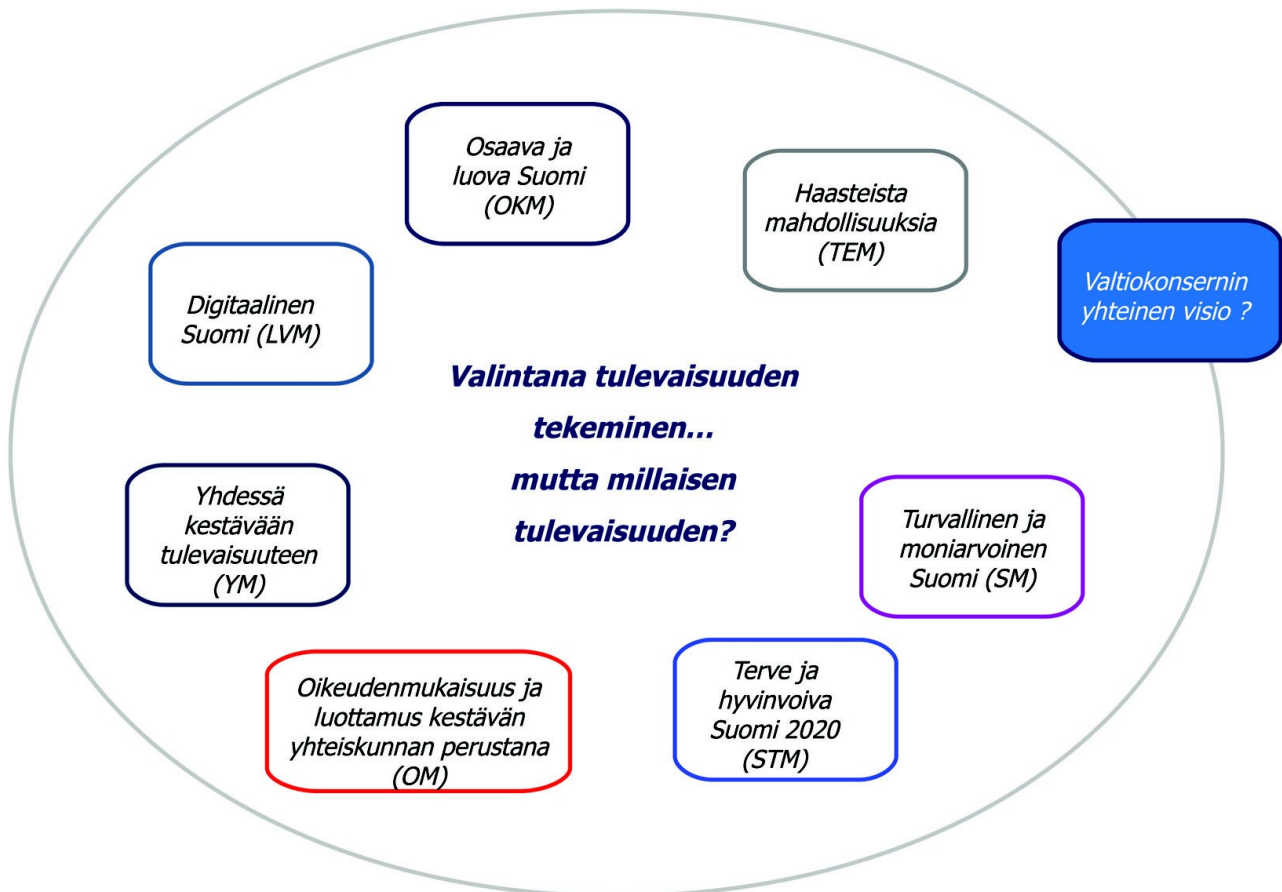 Osaava ja
luova Suomi
(OKM)
Haasteista
mahdollisuuksia
(TEM)
Valtiokonsernin
yhteinen visio ?
Digitaalinen
Suomi (LVM)
Valintana tulevaisuuden
tekeminen...
mutta millaisen
tulevaisuuden?
Yhdessä
kestävään
tulevaisuuteen
(YM)
Turvallinen ja
moniarvoinen
Suomi (SM)
Oikeudenmukaisuus ja
luottamus kestävän
yhteiskunnan perustana
(OM)
Terve ja
hyvinvoiva
Suomi 2020
(STM)